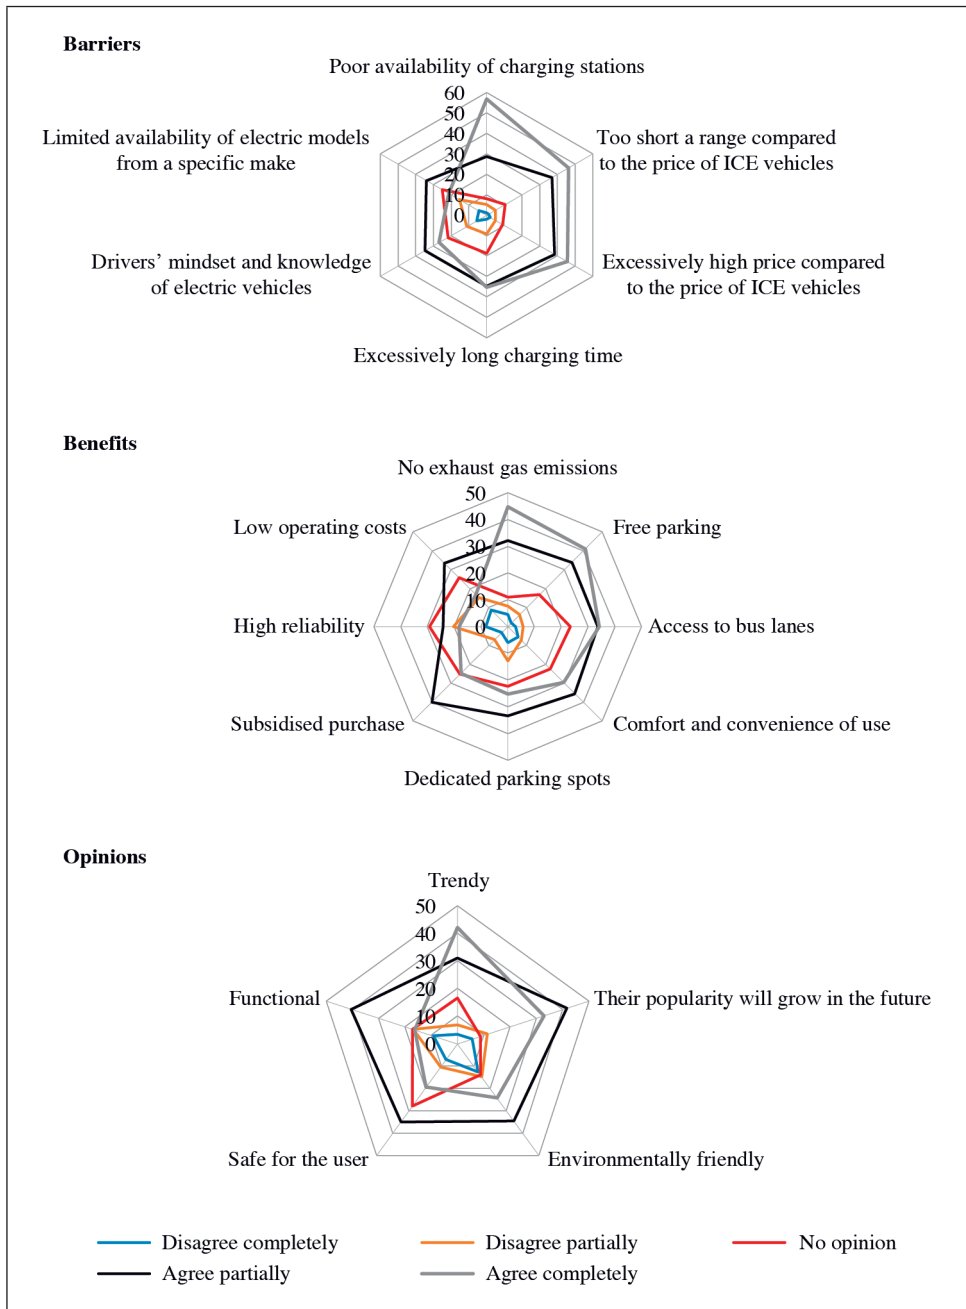 Barriers
Poor availability of charging stations
60
50
40
30
20
10
0
Limited availability of electric models
from a specific make
Too short a range compared
to the price of ICE vehicles
Drivers' mindset and knowledge
of electric vehicles
Excessively high price compared
to the price of ICE vehicles
Excessively long charging time
Benefits
No exhaust gas emissions
50
40
30
20
10
0
Low operating costs
Free parking
High reliability
Access to bus lanes
Subsidised purchase
Comfort and convenience of use
Dedicated parking spots
Opinions
Trendy
50
40
30
20
10
0
Functional
Their popularity will grow in the future
Safe for the user
Environmentally friendly
Disagree completely
Disagree partially
No opinion
Agree partially
Agree completely